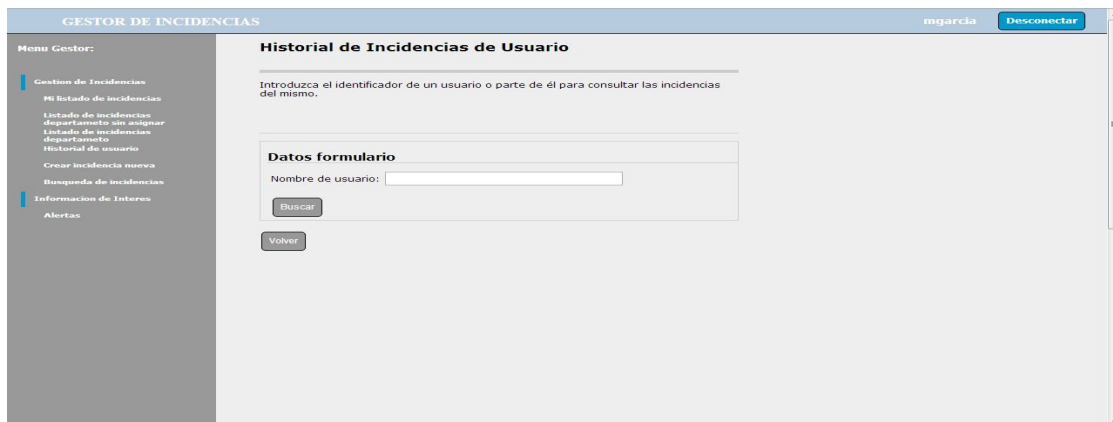 GESTOR DE INCIDENCIAS
mgarcia
Desconectar
Menu Gestor:
Gestion de Incidencias
Mi listado de incidencias
Listado de incidencias
departameto sin asignar
Listado de incidencias
departameto
Historial de usuario
Crear incidencia nueva
Busqueda de incidencias
Informacion de Interes
Alertas
Historial de Incidencias de Usuario
Introduzca el identificador de un usuario o parte de él para consultar las incidencias
del mismo.
Datos formulario
Nombre de usuario:
Buscar
Volver